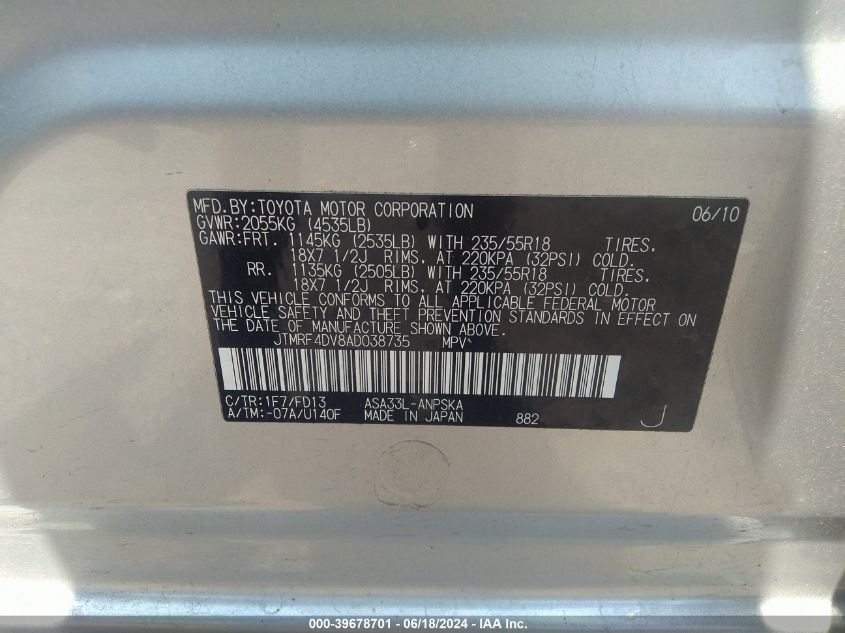 MFD.BY:TOYOTA MOTOR CORPORATION 06/10
GVWR:2055KG (4535LB)
GAWR:FRT. 1145KG (2535LB) WITH 235/55R18 TIRES.
18X7 1/2J RIMS. AT 220KPA (32PSI) COLD.
RR. 1135KG (2505LB) WITH 235/55R18 TIRES.
18X7 1/2J RIMS. AT 220KPA (32PSI) COLD.
THIS VEHICLE CONFORMS TO ALL APPLICABLE FEDERAL MOTOR
VEHICLE SAFETY AND THEFT PREVENTION STANDARDS IN EFFECT ON
THE DATE OF MANUFACTURE SHOWN ABOVE.
JTMRF4DV8AD038735 MPV
C/TR:1F7/FD13 ASA33L-ANPSKA
A/TM:-07A/U140F MADE IN JAPAN 882 J
000-39678701 - 06/18/2024 - IAA Inc.